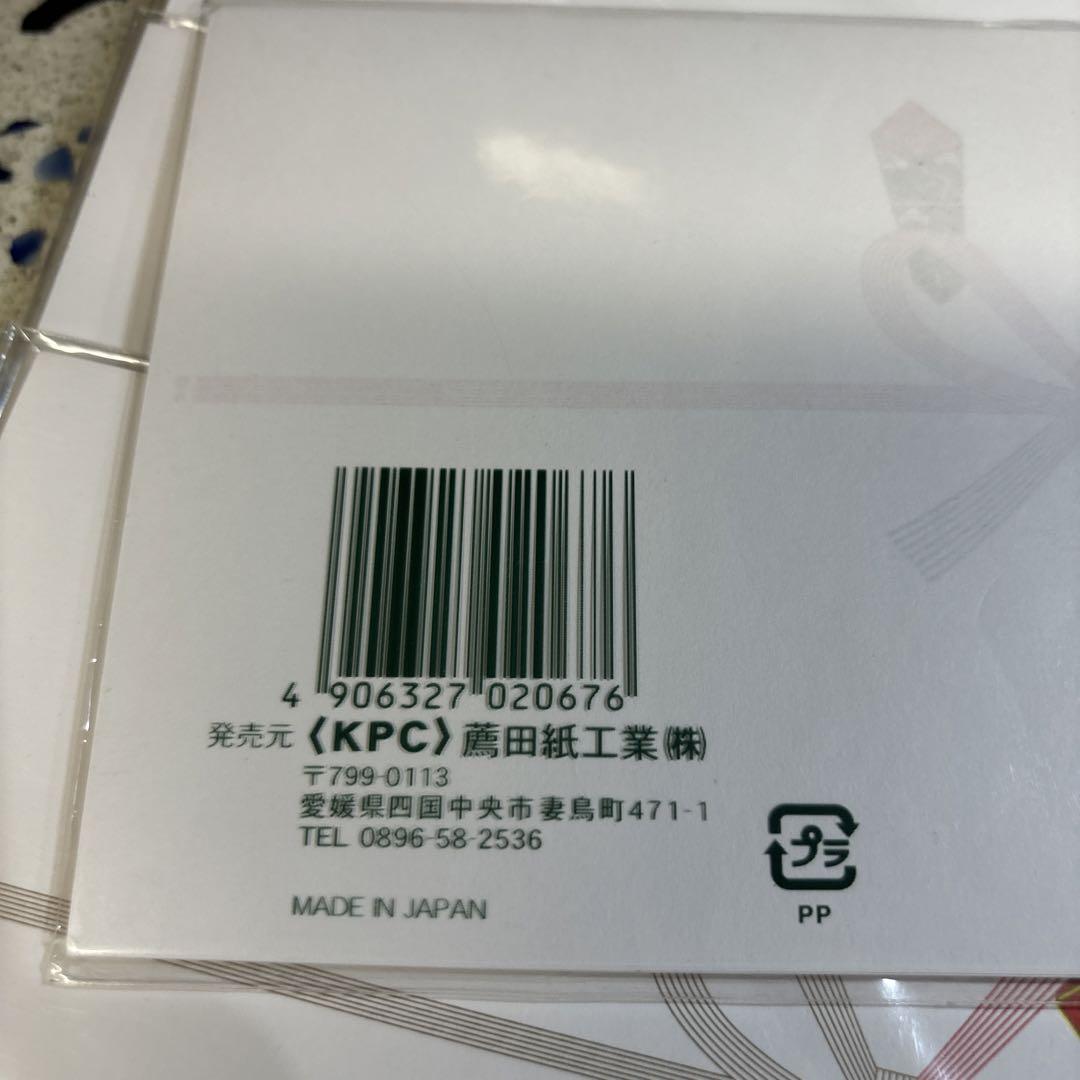 4 906327 020676
発売元 〈KPC〉薦田紙工業㈱
〒799-0113
愛媛県四国中央市妻鳥町471-1
TEL 0896-58-2536
MADE IN JAPAN
プラ
PP